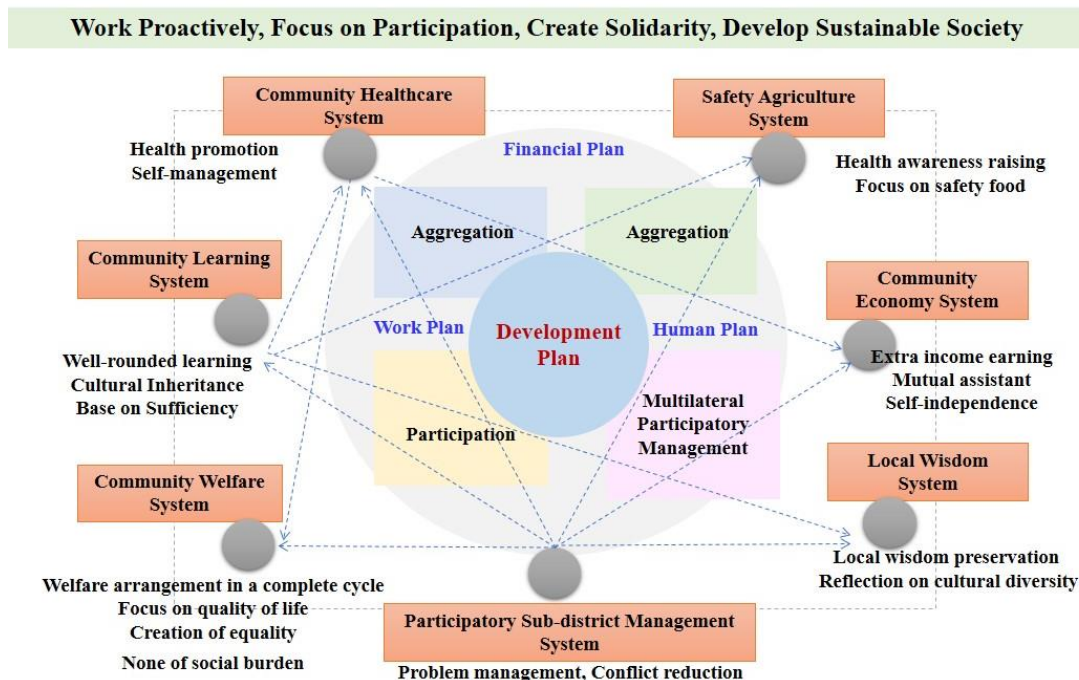 Work Proactively, Focus on Participation, Create Solidarity, Develop Sustainable Society
Community Healthcare
System
Health promotion
Self-management
Safety Agriculture
System
Health awareness raising
Focus on safety food
Financial Plan
Aggregation
Aggregation
Community Learning
System
Well-rounded learning
Cultural Inheritance
Base on Sufficiency
Work Plan
Development
Plan
Human Plan
Community
Economy System
Extra income earning
Mutual assistant
Self-independence
Participation
Multilateral
Participatory
Management
Community Welfare
System
Welfare arrangement in a complete cycle
Focus on quality of life
Creation of equality
None of social burden
Local Wisdom
System
Local wisdom preservation
Reflection on cultural diversity
Participatory Sub-district Management
System
Problem management, Conflict reduction